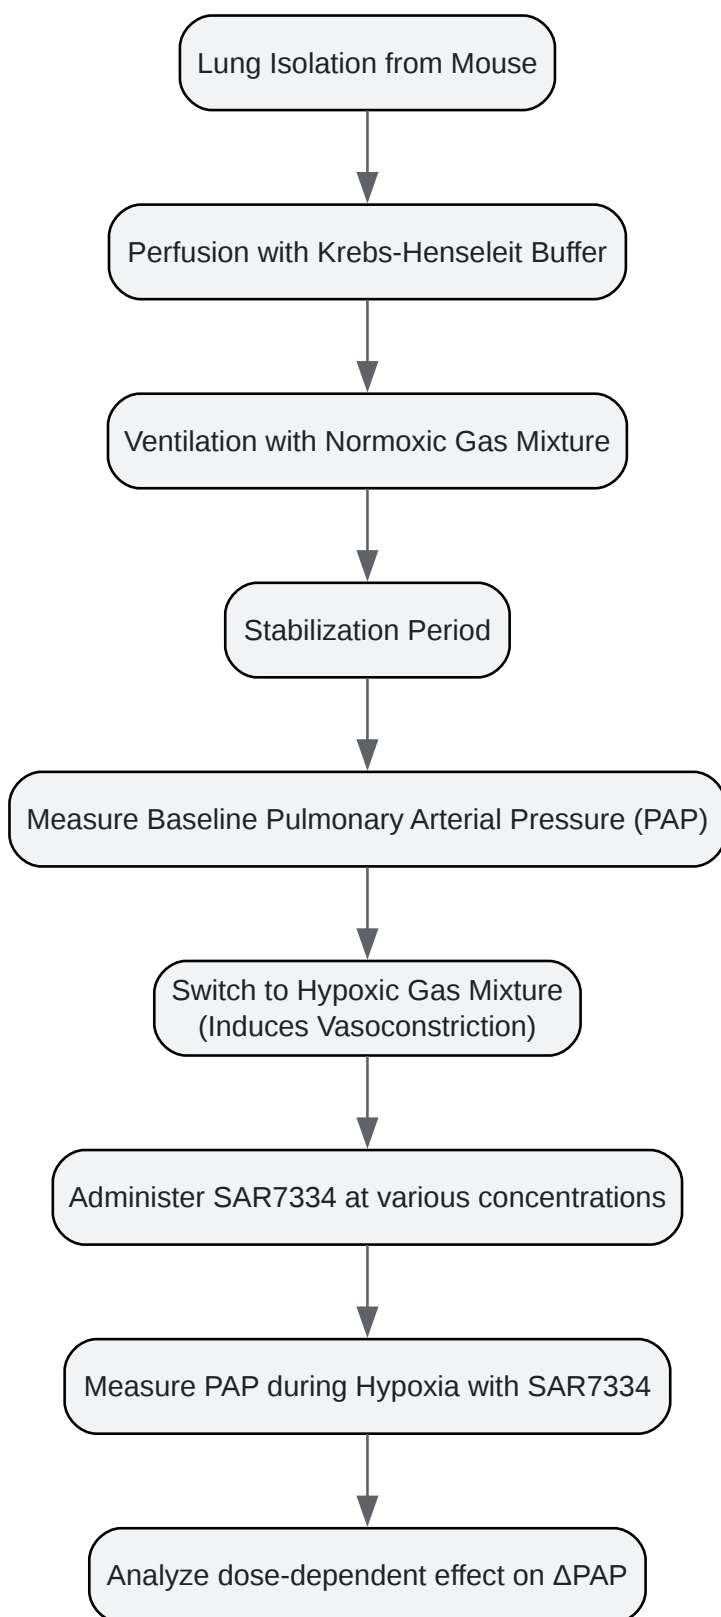 Lung Isolation from Mouse
Perfusion with Krebs-Henseleit Buffer
Ventilation with Normoxic Gas Mixture
Stabilization Period
Measure Baseline Pulmonary Arterial Pressure (PAP)
Switch to Hypoxic Gas Mixture
(Induces Vasoconstriction)
Administer SAR7334 at various concentrations
Measure PAP during Hypoxia with SAR7334
Analyze dose-dependent effect on ΔPAP